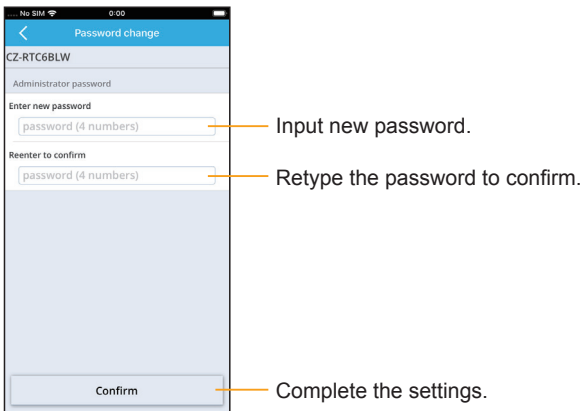 .... No SIM 0:00
Password change
CZ-RTC6BLW
Administrator password
Enter new password
password (4 numbers)
Input new password.
Reenter to confirm
password (4 numbers)
Retype the password to confirm.
Confirm
Complete the settings.